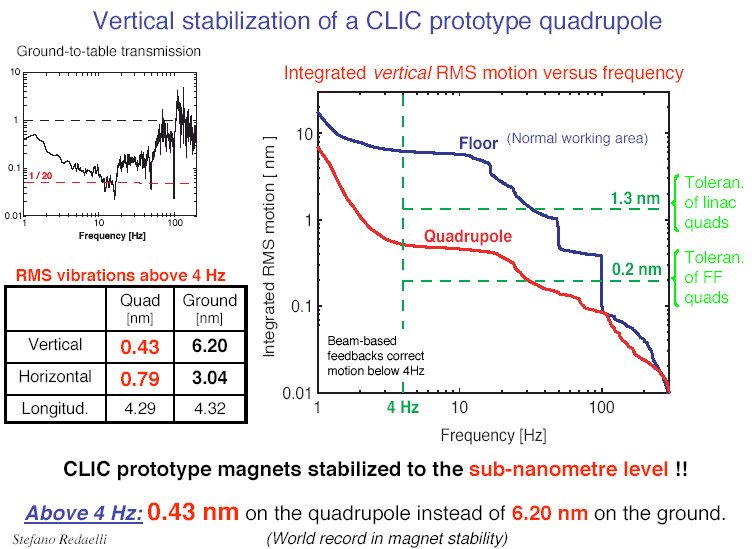 Vertical stabilization of a CLIC prototype quadrupole
Ground-to-table transmission
10
1
0.1
0.01
1 / 20
1 10 100
Frequency [Hz]
Integrated vertical RMS motion versus frequency
Integrated RMS motion [ nm ]
10
1
0.1
0.01
Floor (Normal working area)
Quadrupole
1.3 nm
0.2 nm
Toleran.
of linac
quads
Toleran.
of FF
quads
Beam-based
feedbacks correct
motion below 4Hz
1 4 Hz 10 100
Frequency [Hz]
RMS vibrations above 4 Hz
Quad Ground
[nm] [nm]
Vertical 0.43 6.20
Horizontal 0.79 3.04
Longitud. 4.29 4.32
CLIC prototype magnets stabilized to the sub-nanometre level !!
Above 4 Hz: 0.43 nm on the quadrupole instead of 6.20 nm on the ground.
Stefano Redaelli (World record in magnet stability)